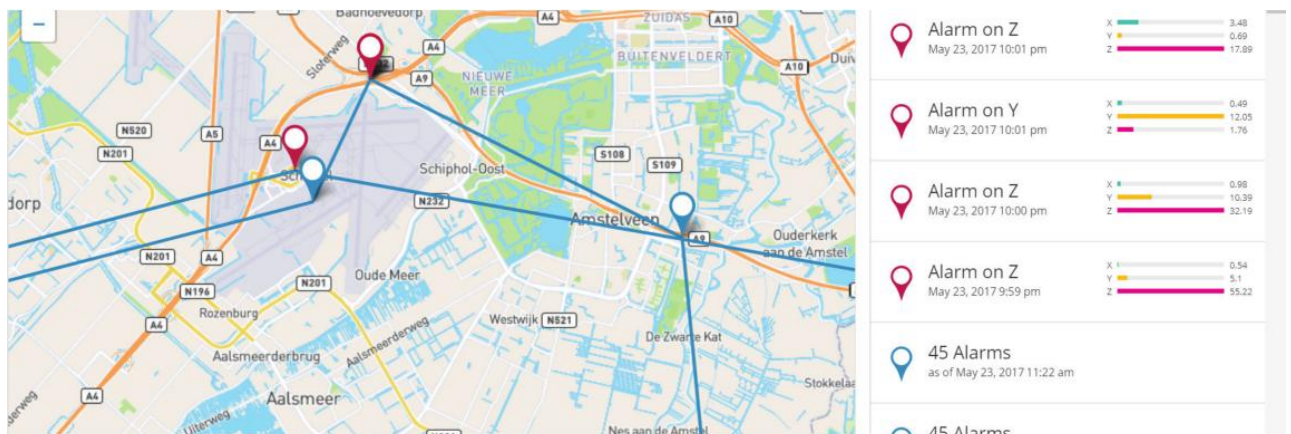 −
Badhoevedorp
A4
ZUIDAS
A10
Sloterweg
A4
BUITENVELDERT
A10
A9
NIEUWE
MEER
N520
A5
A4
N201
S108
S109
Schiphol-Oost
dorp
N232
Amstelveen
A9
Ouderkerk
aan de Amstel
N201
A4
Oude Meer
N196
N201
Rozenburg
A4
Westwijk
N521
De Zwarte Kat
Aalsmeerderbrug
Aalsmeerderweg
Stokkelaa
A4
Aalsmeer
Uiterweg
Nes aan de Amstel
Alarm on Z
May 23, 2017 10:01 pm
X 3.48
Y 0.69
Z 17.89
Alarm on Y
May 23, 2017 10:01 pm
X 0.49
Y 12.05
Z 1.76
Alarm on Z
May 23, 2017 10:00 pm
X 0.98
Y 10.39
Z 32.19
Alarm on Z
May 23, 2017 9:59 pm
X 0.54
Y 5.1
Z 55.22
45 Alarms
as of May 23, 2017 11:22 am
45 Alarms